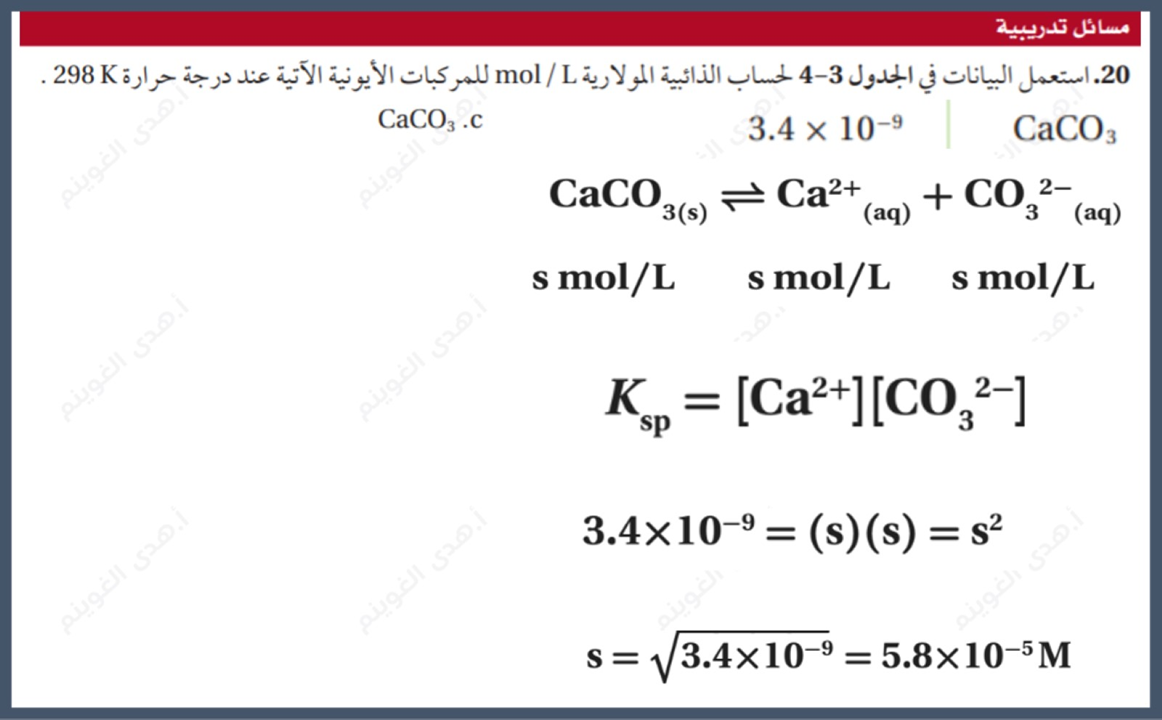 مسائل تدريبية
20. استعمل البيانات في الجدول 3-4 لحساب الذائبية المولارية mol / L للمركبات الأيونية الآتية عند درجة حرارة 298 K .
CaCO₃ .c
CaCO₃ 3.4 × 10⁻⁹
CaCO₃(s) ⇌ Ca²⁺(aq) + CO₃²⁻(aq)
s mol/L s mol/L s mol/L
Ksp = [Ca²⁺][CO₃²⁻]
3.4×10⁻⁹ = (s)(s) = s²
s = √3.4×10⁻⁹ = 5.8×10⁻⁵ M
أ.هدى الغوينم